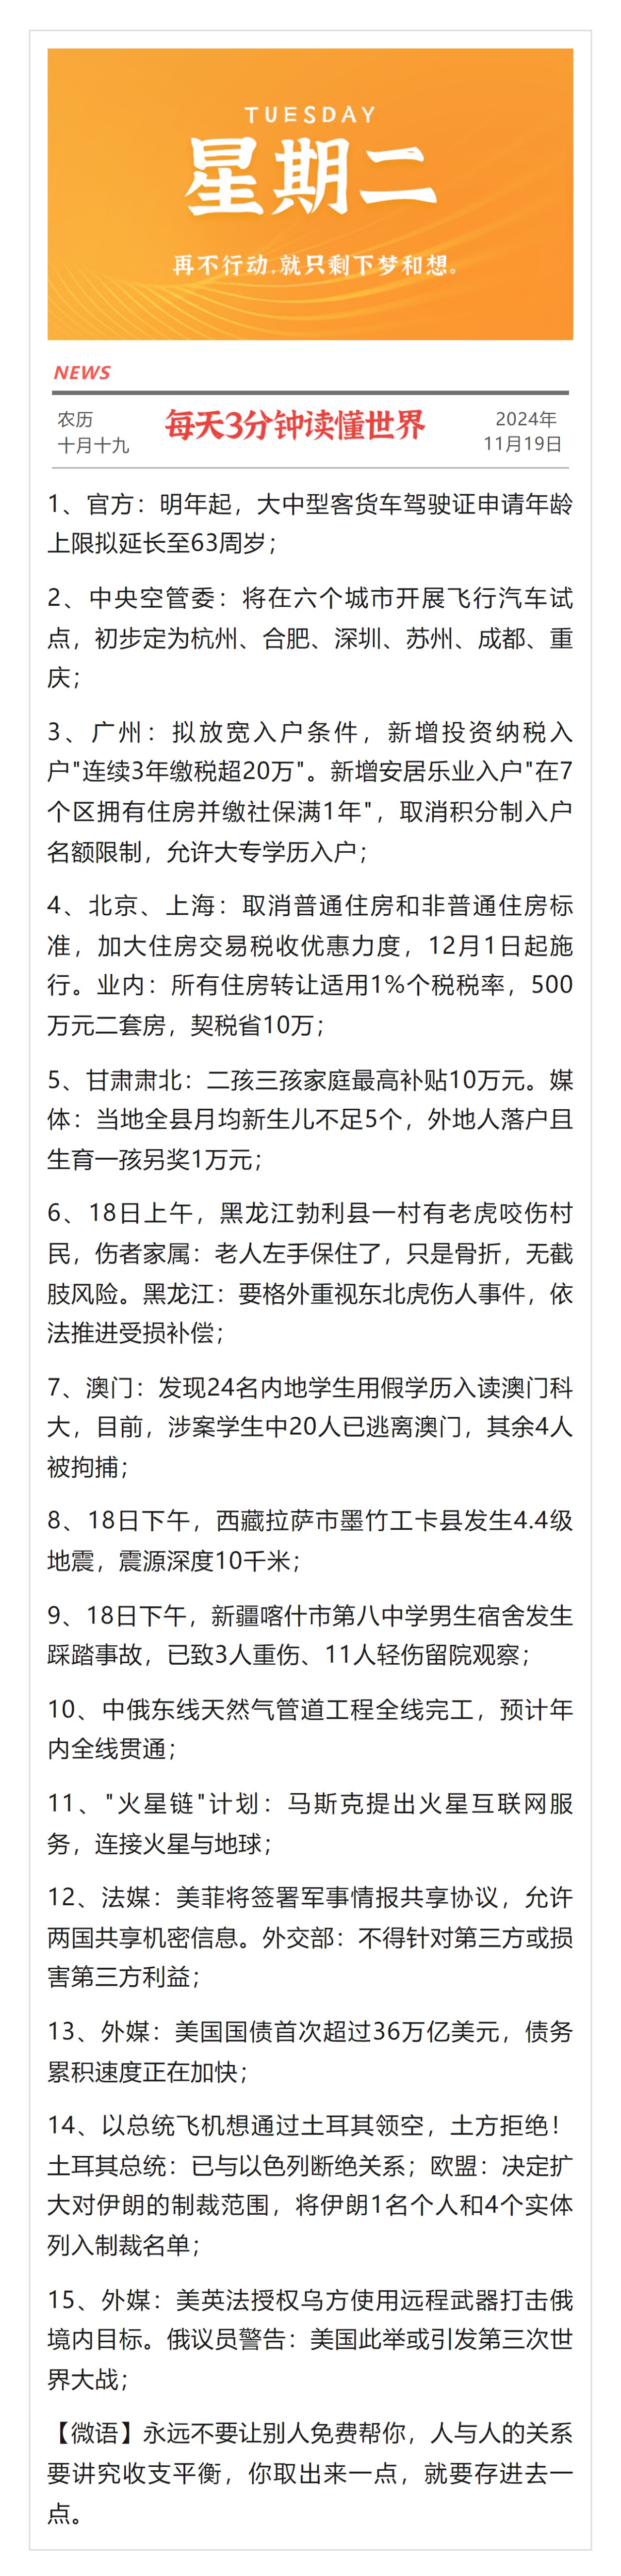 TUESDAY
星期二
再不行动,就只剩下梦和想。
NEWS
农历
十月十九
每天3分钟读懂世界
2024年
11月19日
1、官方：明年起，大中型客货车驾驶证申请年龄
上限拟延长至63周岁；
2、中央空管委：将在六个城市开展飞行汽车试
点，初步定为杭州、合肥、深圳、苏州、成都、重
庆；
3、广州：拟放宽入户条件，新增投资纳税入
户"连续3年缴税超20万"。新增安居乐业入户"在7
个区拥有住房并缴社保满1年"，取消积分制入户
名额限制，允许大专学历入户；
4、北京、上海：取消普通住房和非普通住房标
准，加大住房交易税收优惠力度，12月1日起施
行。业内：所有住房转让适用1%个税税率，500
万元二套房，契税省10万；
5、甘肃肃北：二孩三孩家庭最高补贴10万元。媒
体：当地全县月均新生儿不足5个，外地人落户且
生育一孩另奖1万元；
6、18日上午，黑龙江勃利县一村有老虎咬伤村
民，伤者家属：老人左手保住了，只是骨折，无截
肢风险。黑龙江：要格外重视东北虎伤人事件，依
法推进受损补偿；
7、澳门：发现24名内地学生用假学历入读澳门科
大，目前，涉案学生中20人已逃离澳门，其余4人
被拘捕；
8、18日下午，西藏拉萨市墨竹工卡县发生4.4级
地震，震源深度10千米；
9、18日下午，新疆喀什市第八中学男生宿舍发生
踩踏事故，已致3人重伤、11人轻伤留院观察；
10、中俄东线天然气管道工程全线完工，预计年
内全线贯通；
11、"火星链"计划：马斯克提出火星互联网服
务，连接火星与地球；
12、法媒：美菲将签署军事情报共享协议，允许
两国共享机密信息。外交部：不得针对第三方或损
害第三方利益；
13、外媒：美国国债首次超过36万亿美元，债务
累积速度正在加快；
14、以总统飞机想通过土耳其领空，土方拒绝！
土耳其总统：已与以色列断绝关系；欧盟：决定扩
大对伊朗的制裁范围，将伊朗1名个人和4个实体
列入制裁名单；
15、外媒：美英法授权乌方使用远程武器打击俄
境内目标。俄议员警告：美国此举或引发第三次世
界大战；
【微语】永远不要让别人免费帮你，人与人的关系
要讲究收支平衡，你取出来一点，就要存进去一
点。